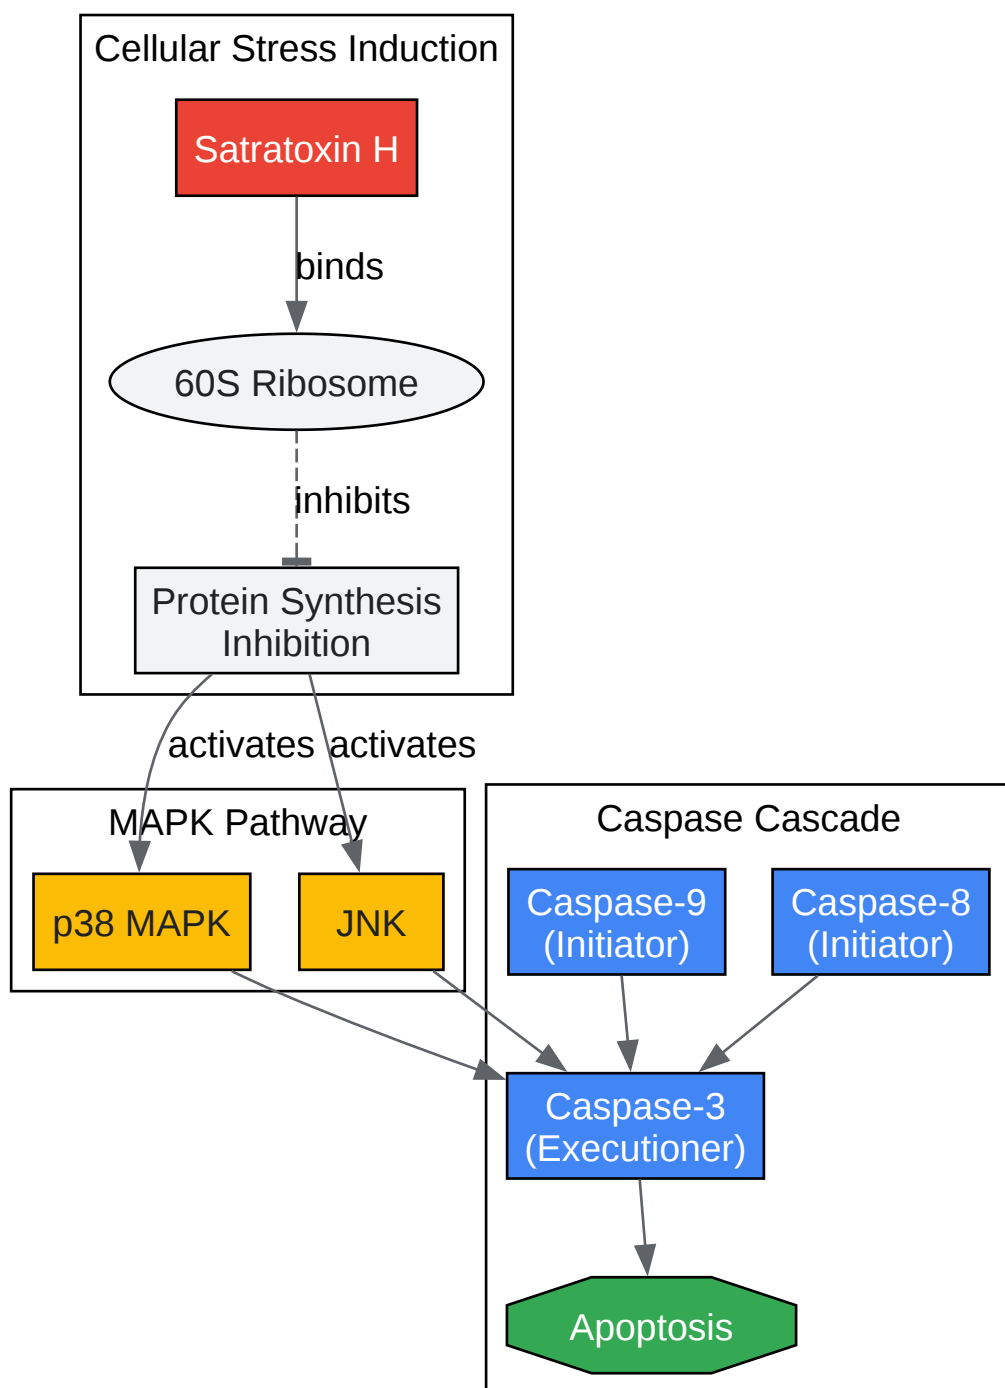 Cellular Stress Induction
Satratoxin H
binds
60S Ribosome
inhibits
Protein Synthesis
Inhibition
activates
activates
MAPK Pathway
p38 MAPK
JNK
Caspase Cascade
Caspase-9
(Initiator)
Caspase-8
(Initiator)
Caspase-3
(Executioner)
Apoptosis